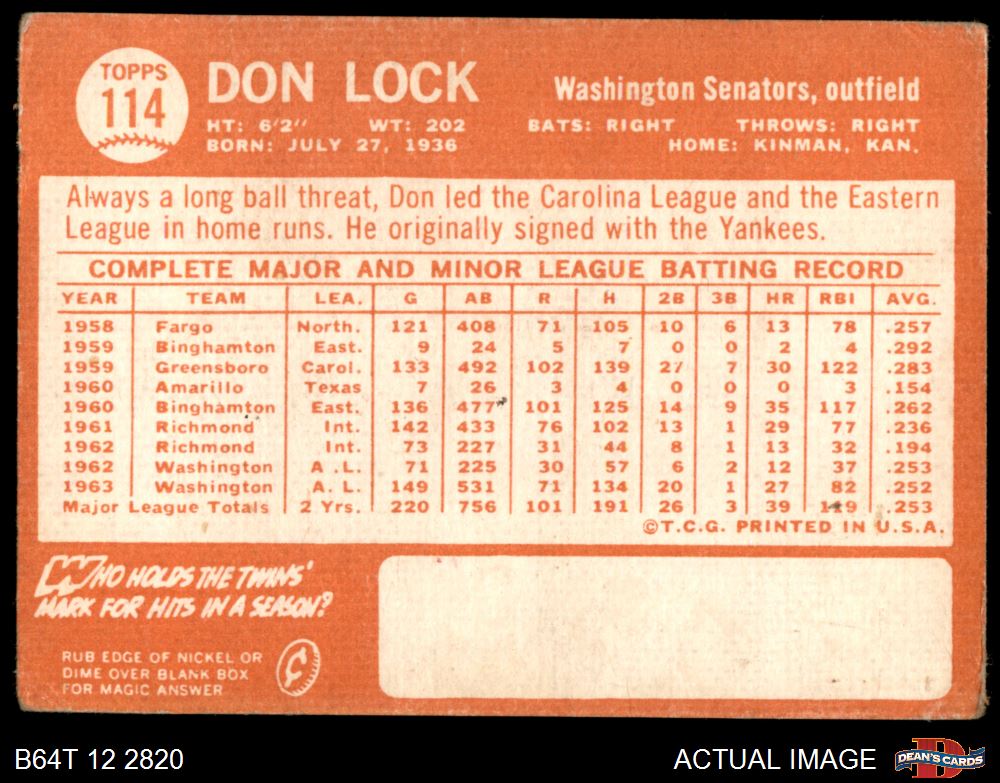 TOPPS
114
DON LOCK
Washington Senators, outfield
HT: 6'2" WT: 202 BATS: RIGHT THROWS: RIGHT
BORN: JULY 27, 1936 HOME: KINMAN, KAN.
Always a long ball threat, Don led the Carolina League and the Eastern
League in home runs. He originally signed with the Yankees.
COMPLETE MAJOR AND MINOR LEAGUE BATTING RECORD
YEAR TEAM LEA. G AB R H 2B 3B HR RBI AVG.
1958 Fargo North. 121 408 71 105 10 6 13 78 .257
1959 Binghamton East. 9 24 5 7 0 0 2 4 .292
1959 Greensboro Carol. 133 492 102 139 27 7 30 122 .283
1960 Amarillo Texas 7 26 3 4 0 0 0 3 .154
1960 Binghamton East. 136 477 101 125 14 9 35 117 .262
1961 Richmond Int. 142 433 76 102 13 1 29 77 .236
1962 Richmond Int. 73 227 31 44 8 1 13 32 .194
1962 Washington A .L. 71 225 30 57 6 2 12 37 .253
1963 Washington A. L. 149 531 71 134 20 1 27 82 .252
Major League Totals 2 Yrs. 220 756 101 191 26 3 39 119 .253
©T.C.G. PRINTED IN U.S.A.
WHO HOLDS THE TWINS'
MARK FOR HITS IN A SEASON?
RUB EDGE OF NICKEL OR
DIME OVER BLANK BOX
FOR MAGIC ANSWER
B64T 12 2820
ACTUAL IMAGE
DEAN'S CARDS